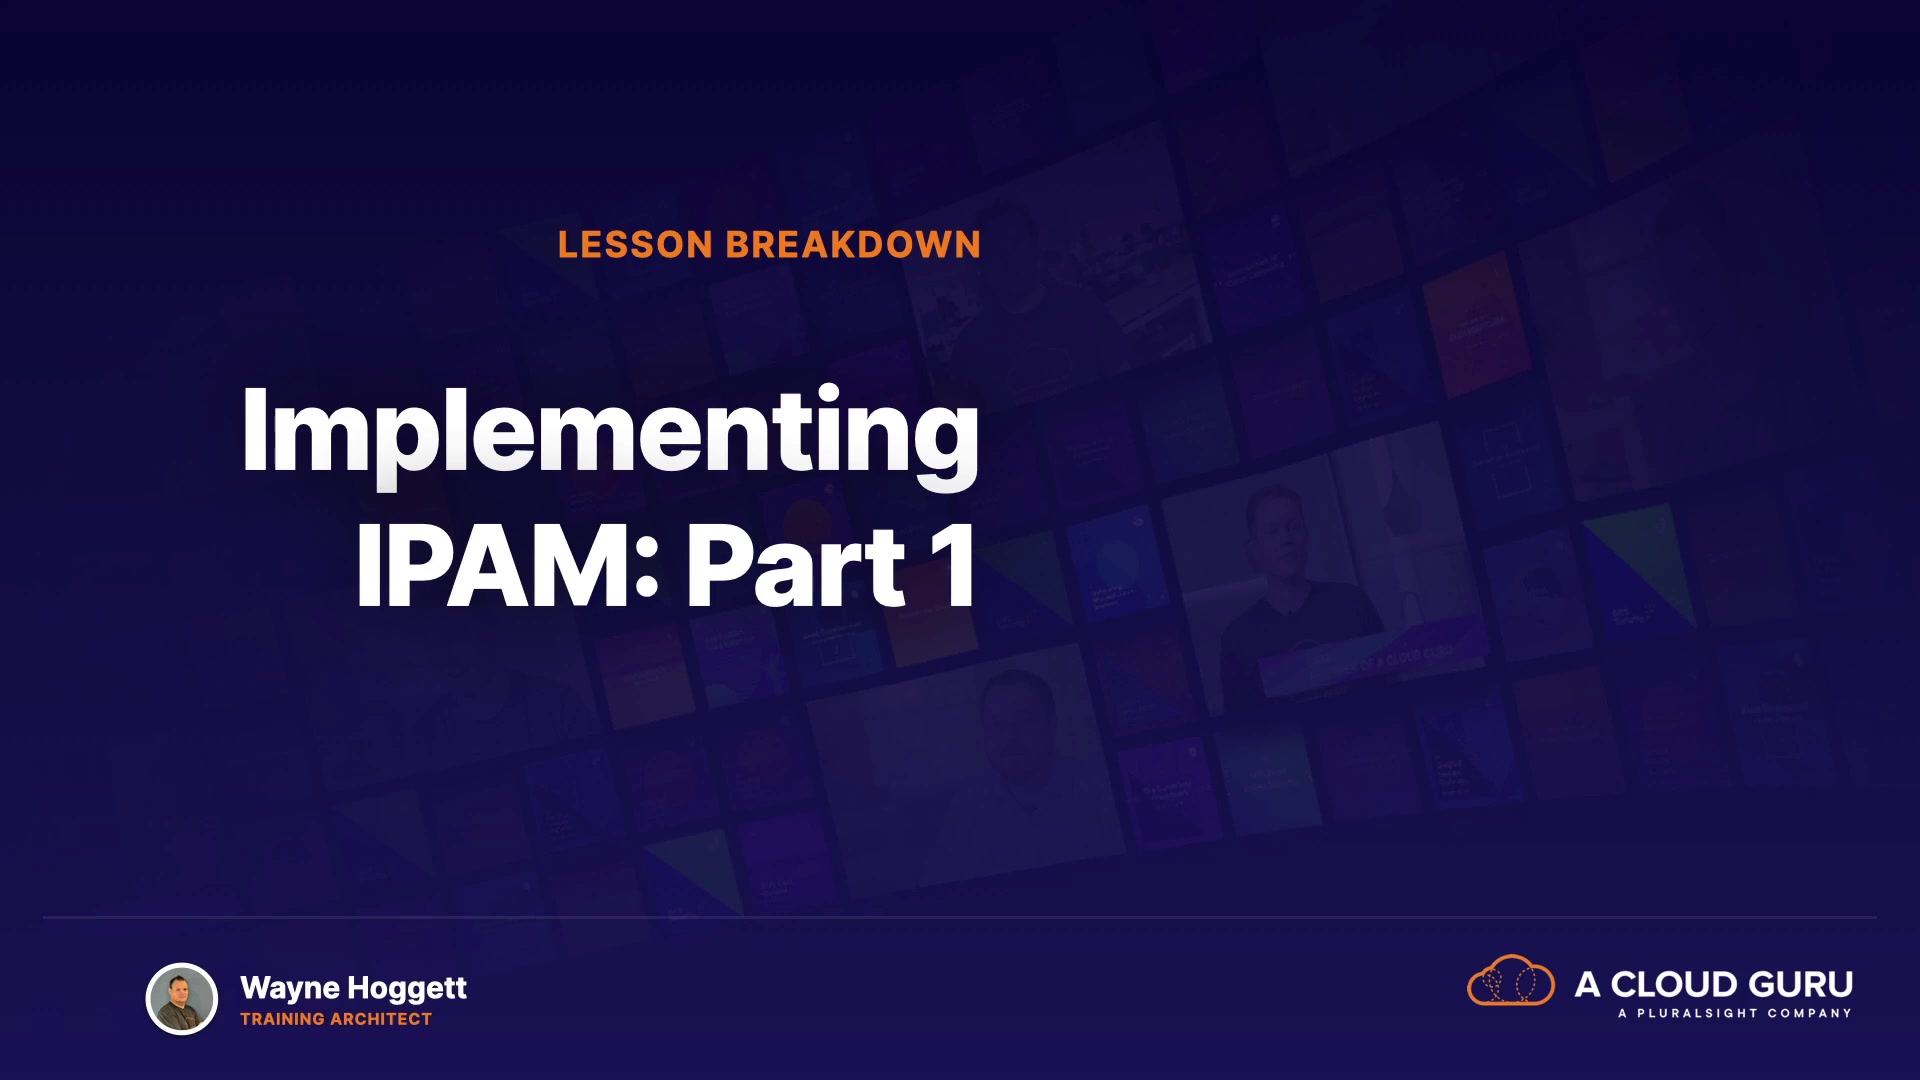 LESSON BREAKDOWN
Implementing
IPAM: Part 1
Wayne Hoggett
TRAINING ARCHITECT
A CLOUD GURU
A PLURALSIGHT COMPANY